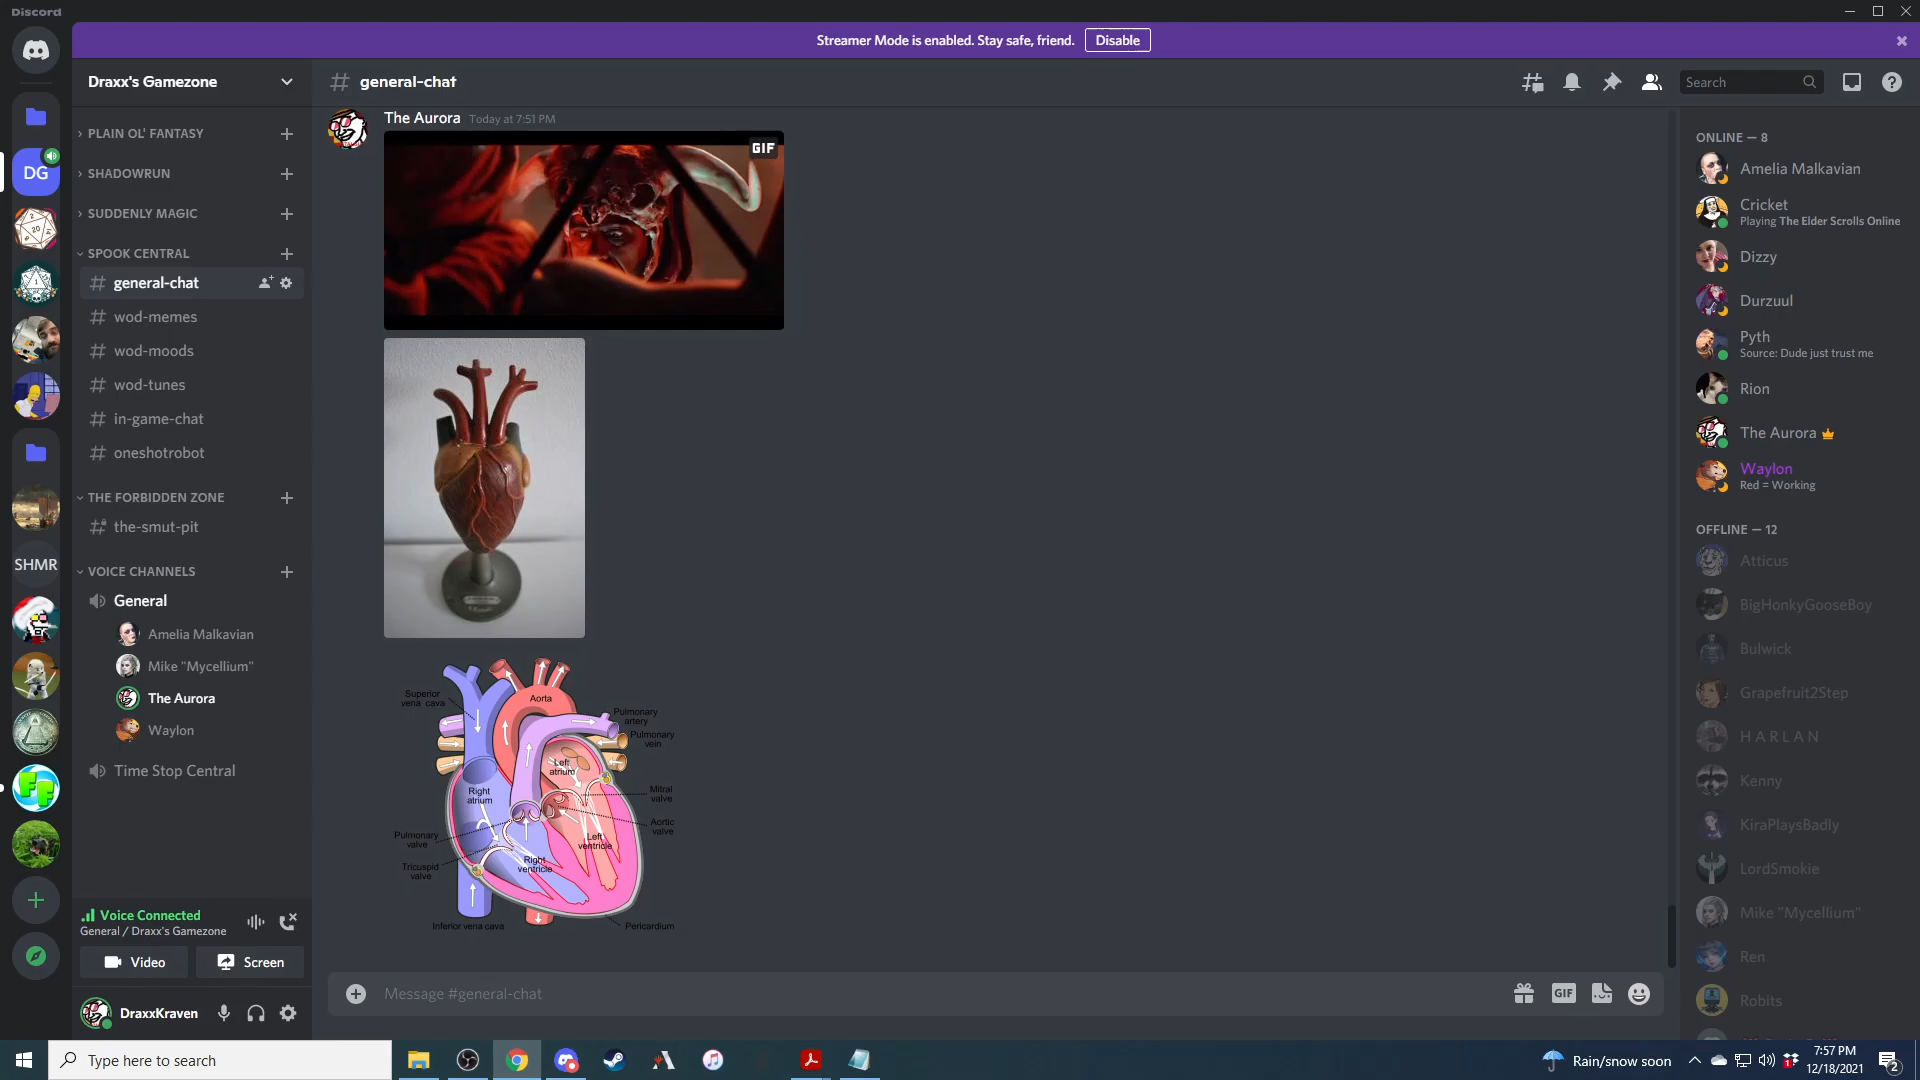 Discord
Streamer Mode is enabled. Stay safe, friend.
Disable
Draxx's Gamezone
general-chat
Search
PLAIN OL' FANTASY
SHADOWRUN
SUDDENLY MAGIC
SPOOK CENTRAL
general-chat
wod-memes
wod-moods
wod-tunes
in-game-chat
oneshotrobot
THE FORBIDDEN ZONE
the-smut-pit
VOICE CHANNELS
General
Amelia Malkavian
Mike "Mycellium"
The Aurora
Waylon
Time Stop Central
Voice Connected
General / Draxx's Gamezone
Video
Screen
DraxxKraven
DG
20
SHMR
FF
The Aurora Today at 7:51 PM
GIF
Superior
vena cava
Aorta
Pulmonary
artery
Pulmonary
vein
Left
atrium
Right
atrium
Mitral
valve
Aortic
valve
Pulmonary
valve
Left
ventricle
Tricuspid
valve
Right
ventricle
Inferior vena cava
Pericardium
Message #general-chat
GIF
ONLINE — 8
Amelia Malkavian
Cricket
Playing The Elder Scrolls Online
Dizzy
Durzuul
Pyth
Source: Dude just trust me
Rion
The Aurora
Waylon
Red = Working
OFFLINE — 12
Atticus
BigHonkyGooseBoy
Bulwick
Grapefruit2Step
H A R L A N
Kenny
KiraPlaysBadly
LordSmokie
Mike "Mycellium"
Ren
Robits
Type here to search
Rain/snow soon
7:57 PM
12/18/2021
2